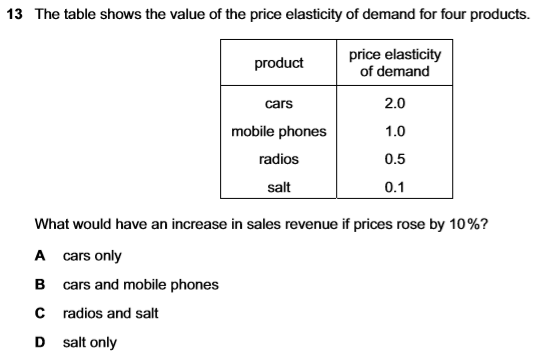 13 The table shows the value of the price elasticity of demand for four products.
product price elasticity of demand
cars 2.0
mobile phones 1.0
radios 0.5
salt 0.1
What would have an increase in sales revenue if prices rose by 10%?
A cars only
B cars and mobile phones
C radios and salt
D salt only